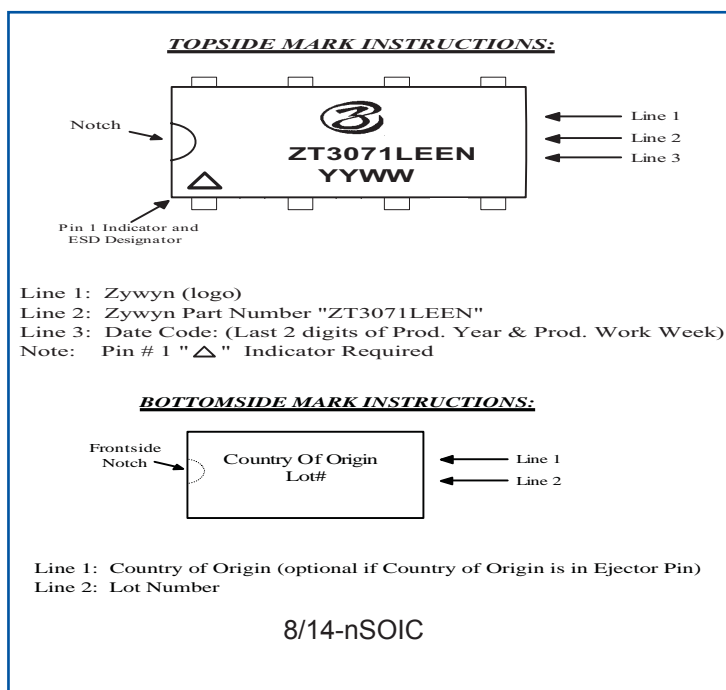 TOPSIDE MARK INSTRUCTIONS:
Notch
ZT3071LEEN
YYWW
Line 1
Line 2
Line 3
Pin 1 Indicator and
ESD Designator
Line 1: Zywyn (logo)
Line 2: Zywyn Part Number "ZT3071LEEN"
Line 3: Date Code: (Last 2 digits of Prod. Year & Prod. Work Week)
Note: Pin # 1 "△" Indicator Required
BOTTOMSIDE MARK INSTRUCTIONS:
Frontside
Notch
Country Of Origin
Lot#
Line 1
Line 2
Line 1: Country of Origin (optional if Country of Origin is in Ejector Pin)
Line 2: Lot Number
8/14-nSOIC